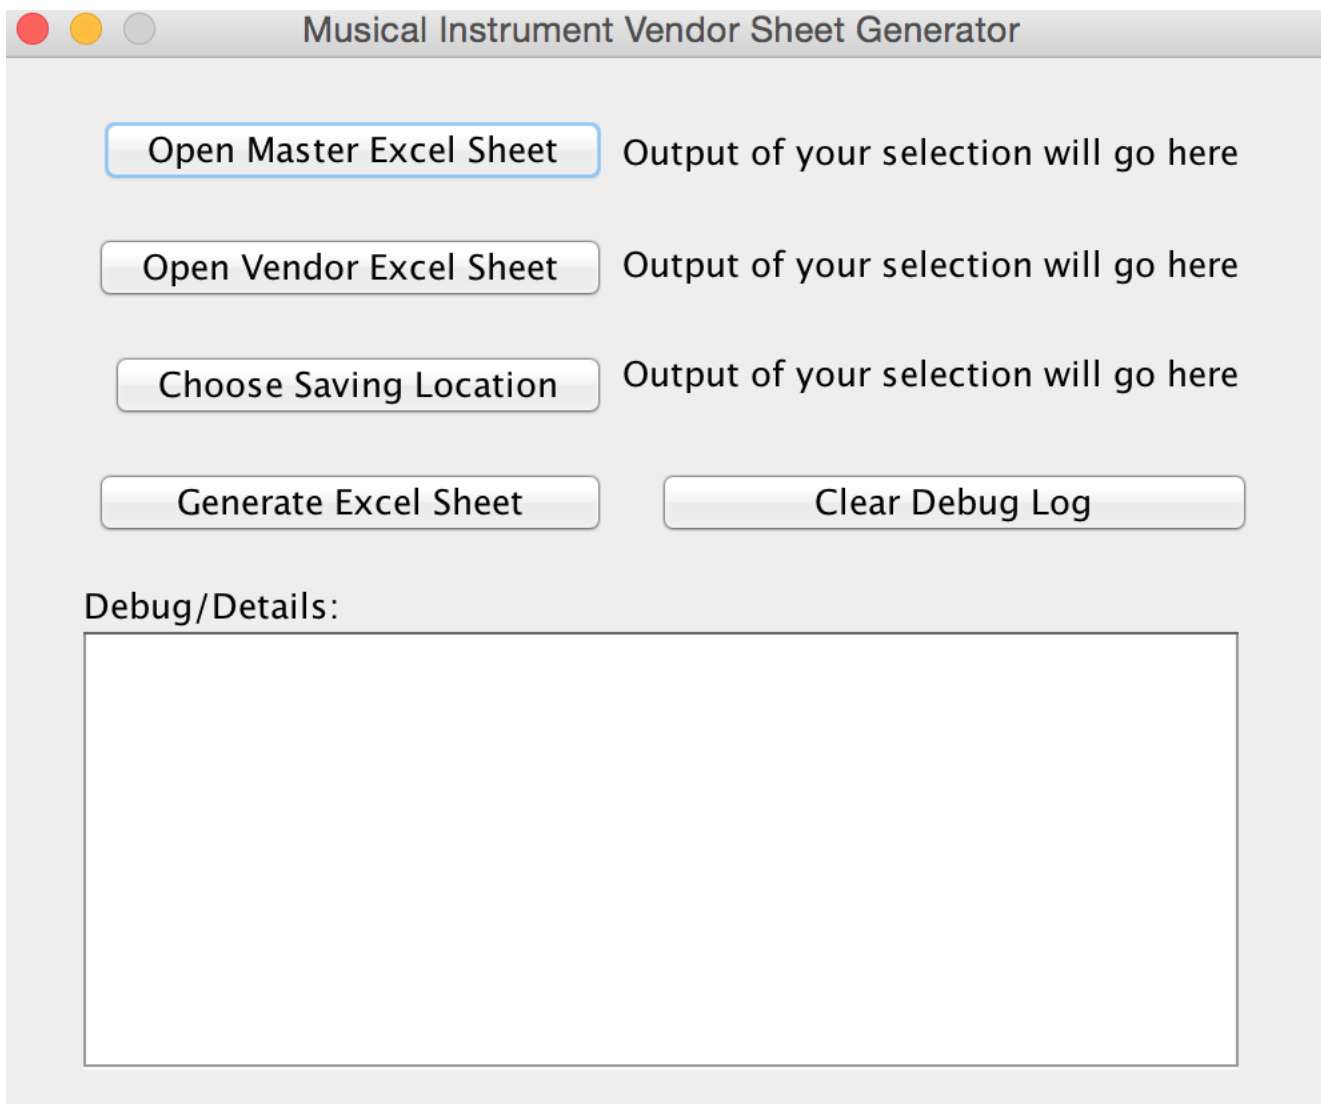 Musical Instrument Vendor Sheet Generator
Open Master Excel Sheet Output of your selection will go here
Open Vendor Excel Sheet Output of your selection will go here
Choose Saving Location Output of your selection will go here
Generate Excel Sheet Clear Debug Log
Debug/Details: